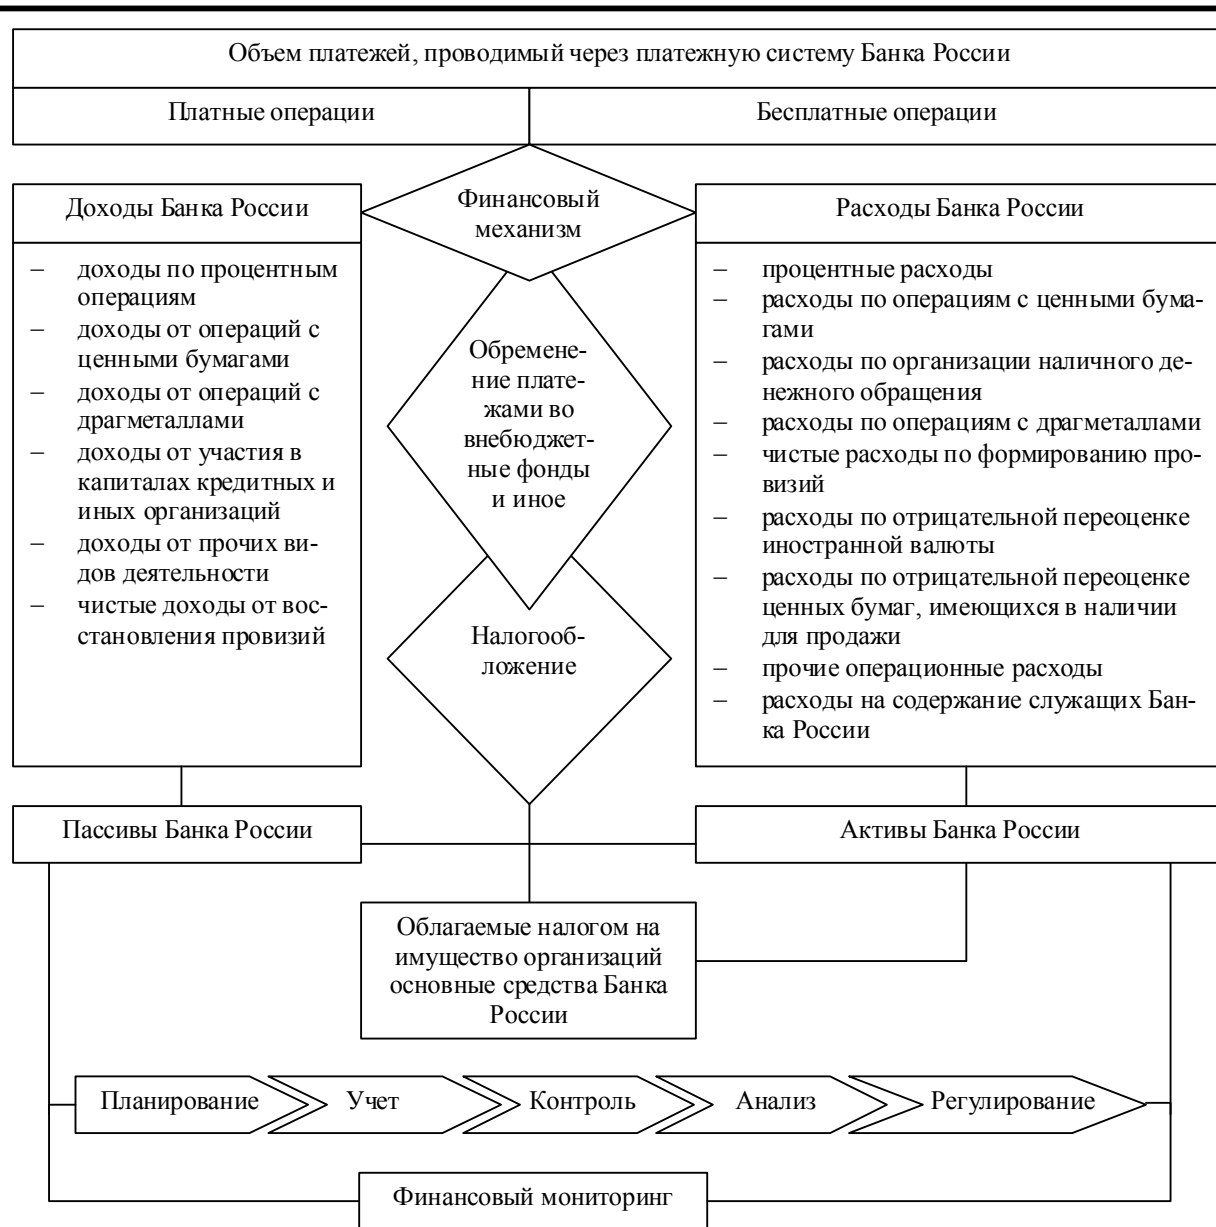 Объем платежей, проводимый через платежную систему Банка России
Платные операции
Бесплатные операции
Финансовый
механизм
Доходы Банка России
– доходы по процентным
операциям
– доходы от операций с
ценными бумагами
– доходы от операций с
драгметаллами
– доходы от участия в
капиталах кредитных и
иных организаций
– доходы от прочих ви-
дов деятельности
– чистые доходы от вос-
становления провизий
Обремене-
ние плате-
жами во
внебюджет-
ные фонды
и иное
Налогооб-
ложение
Расходы Банка России
– процентные расходы
– расходы по операциям с ценными бума-
гами
– расходы по организации наличного де-
нежного обращения
– расходы по операциям с драгметаллами
– чистые расходы по формированию про-
визий
– расходы по отрицательной переоценке
иностранной валюты
– расходы по отрицательной переоценке
ценных бумаг, имеющихся в наличии
для продажи
– прочие операционные расходы
– расходы на содержание служащих Бан-
ка России
Пассивы Банка России
Активы Банка России
Облагаемые налогом на
имущество организаций
основные средства Банка
России
Планирование
Учет
Контроль
Анализ
Регулирование
Финансовый мониторинг